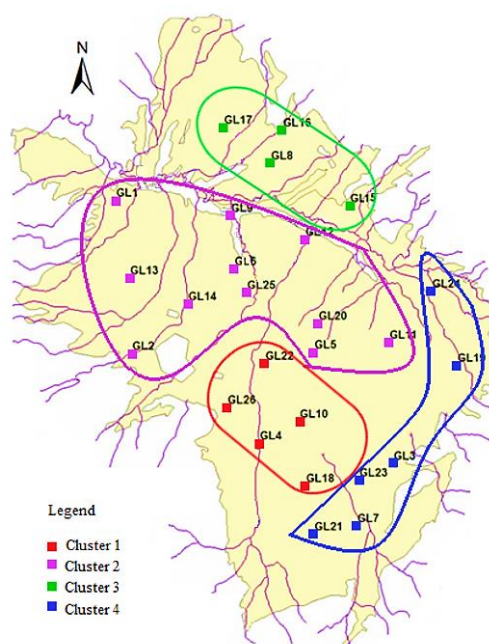 N
GL17
GL16
GL8
GL1
GL15
GL9
GL12
GL6
GL13
GL25
GL24
GL14
GL20
GL11
GL2
GL5
GL22
GL19
GL26
GL10
GL4
GL3
GL18
GL23
GL21
GL7
Legend
Cluster 1
Cluster 2
Cluster 3
Cluster 4